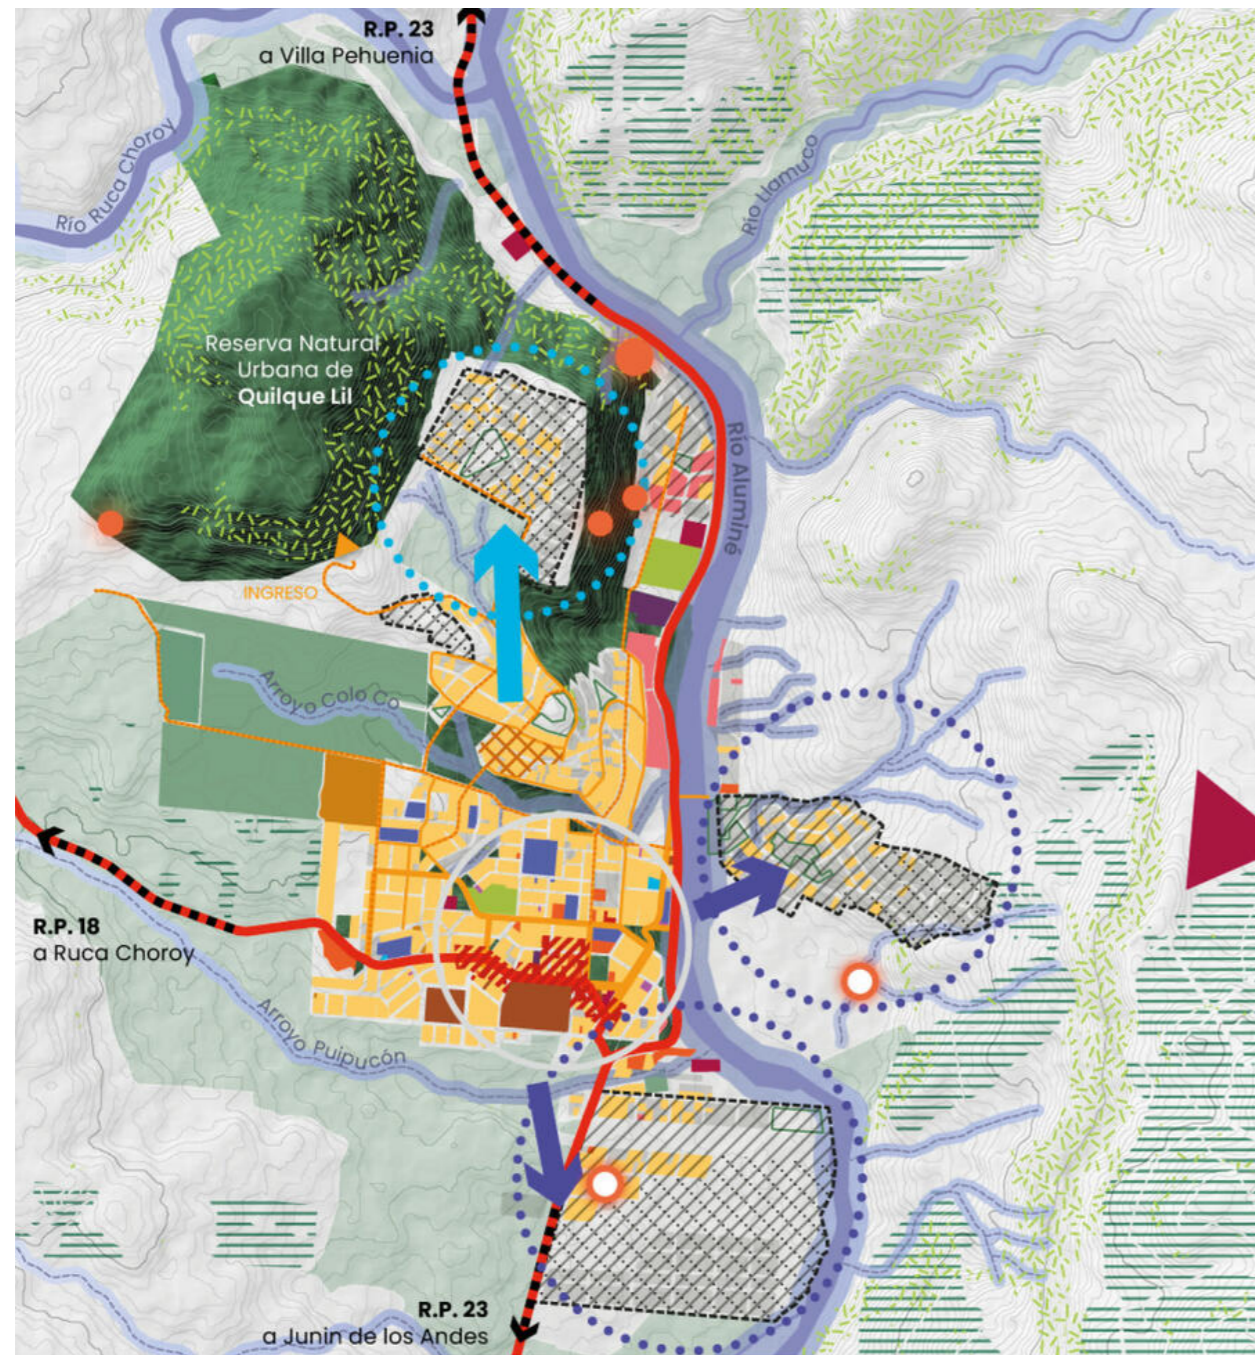 R.P. 23
a Villa Pehuenia
Río Ruca Choroy
Río Llamuco
Reserva Natural
Urbana de
Quilque Lil
Río Aluminé
INGRESO
Arroyo Colo Co
R.P. 18
a Ruca Choroy
Arroyo Puipucón
R.P. 23
a Junin de los Andes